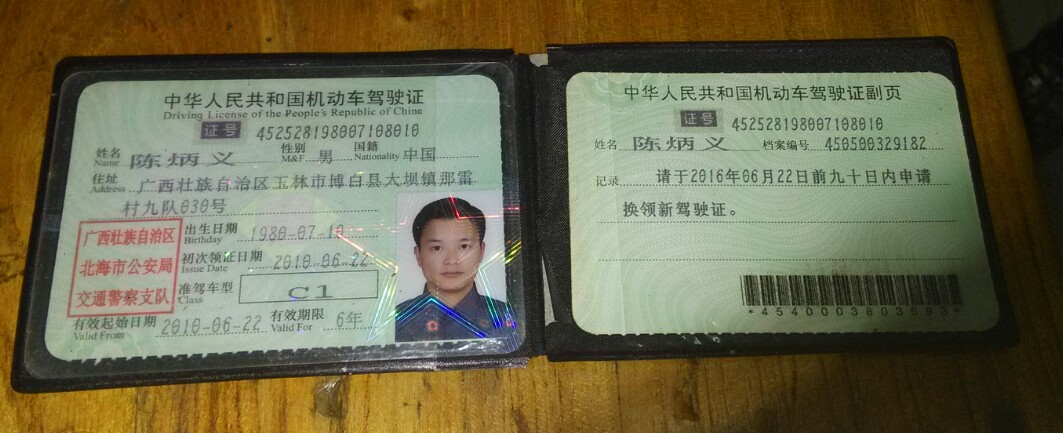 中华人民共和国机动车驾驶证
Driving License of the People's Republic of China
证号 452528198007108010
姓名 Name 陈炳义 性别 M&F 男 国籍 Nationality 中国
住址 Address 广西壮族自治区玉林市博白县大坝镇那雷
村九队030号
广西壮族自治区
北海市公安局
交通警察支队
出生日期 Birthday 1980-07-10
初次领证日期 Issue Date 2010-06-22
准驾车型 Class C1
有效起始日期 Valid From 2010-06-22 有效期限 Valid For 6年
中华人民共和国机动车驾驶证副页
证号 452528198007108010
姓名 陈炳义 档案编号 450500329182
记录 请于2016年06月22日前九十日内申请
换领新驾驶证。
*4540003803693*